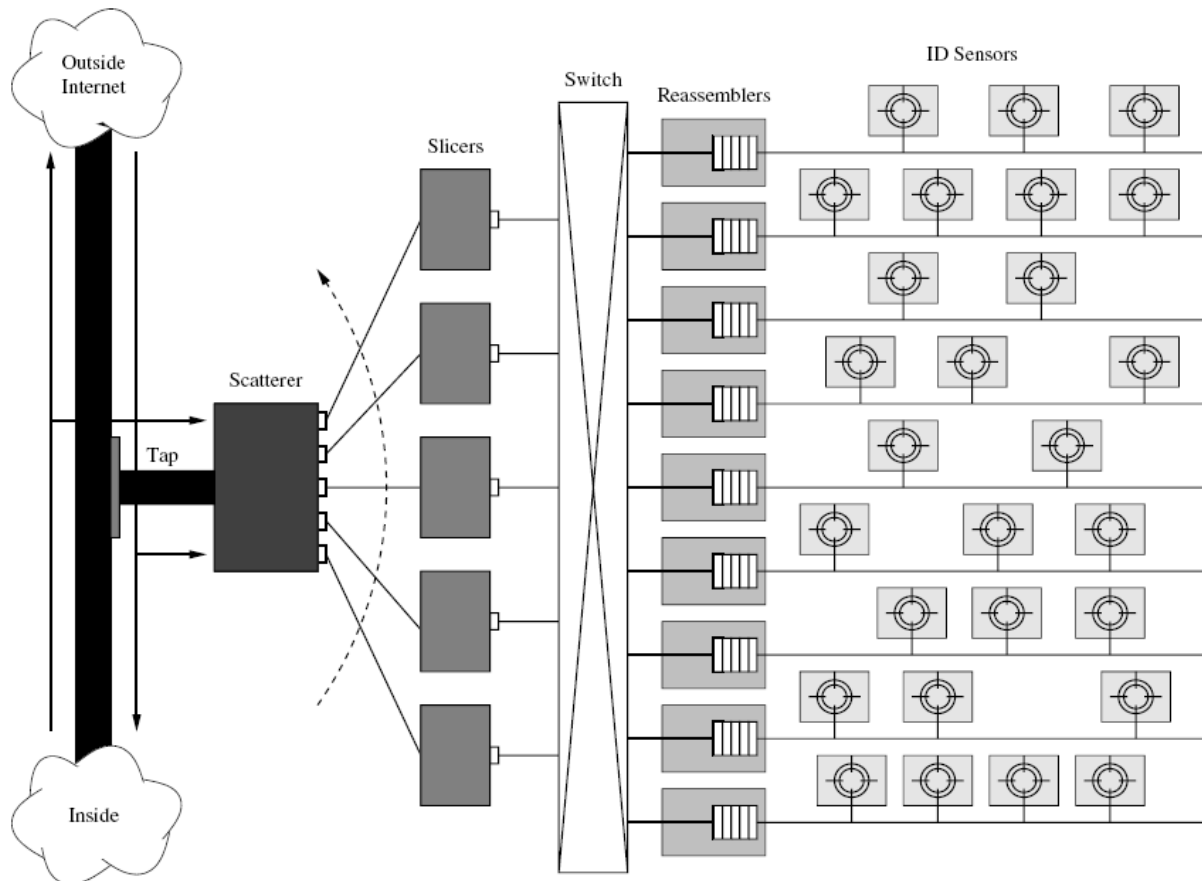 Outside
Internet
ID Sensors
Switch
Reassemblers
Slicers
Scatterer
Tap
Inside